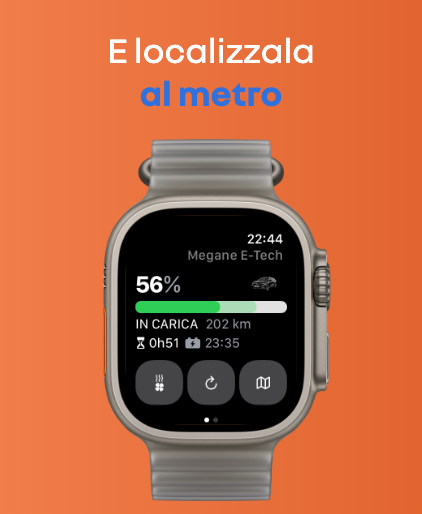 E localizzala
al metro
22:44
Megane E-Tech
56%
IN CARICA 202 km
0h51 23:35